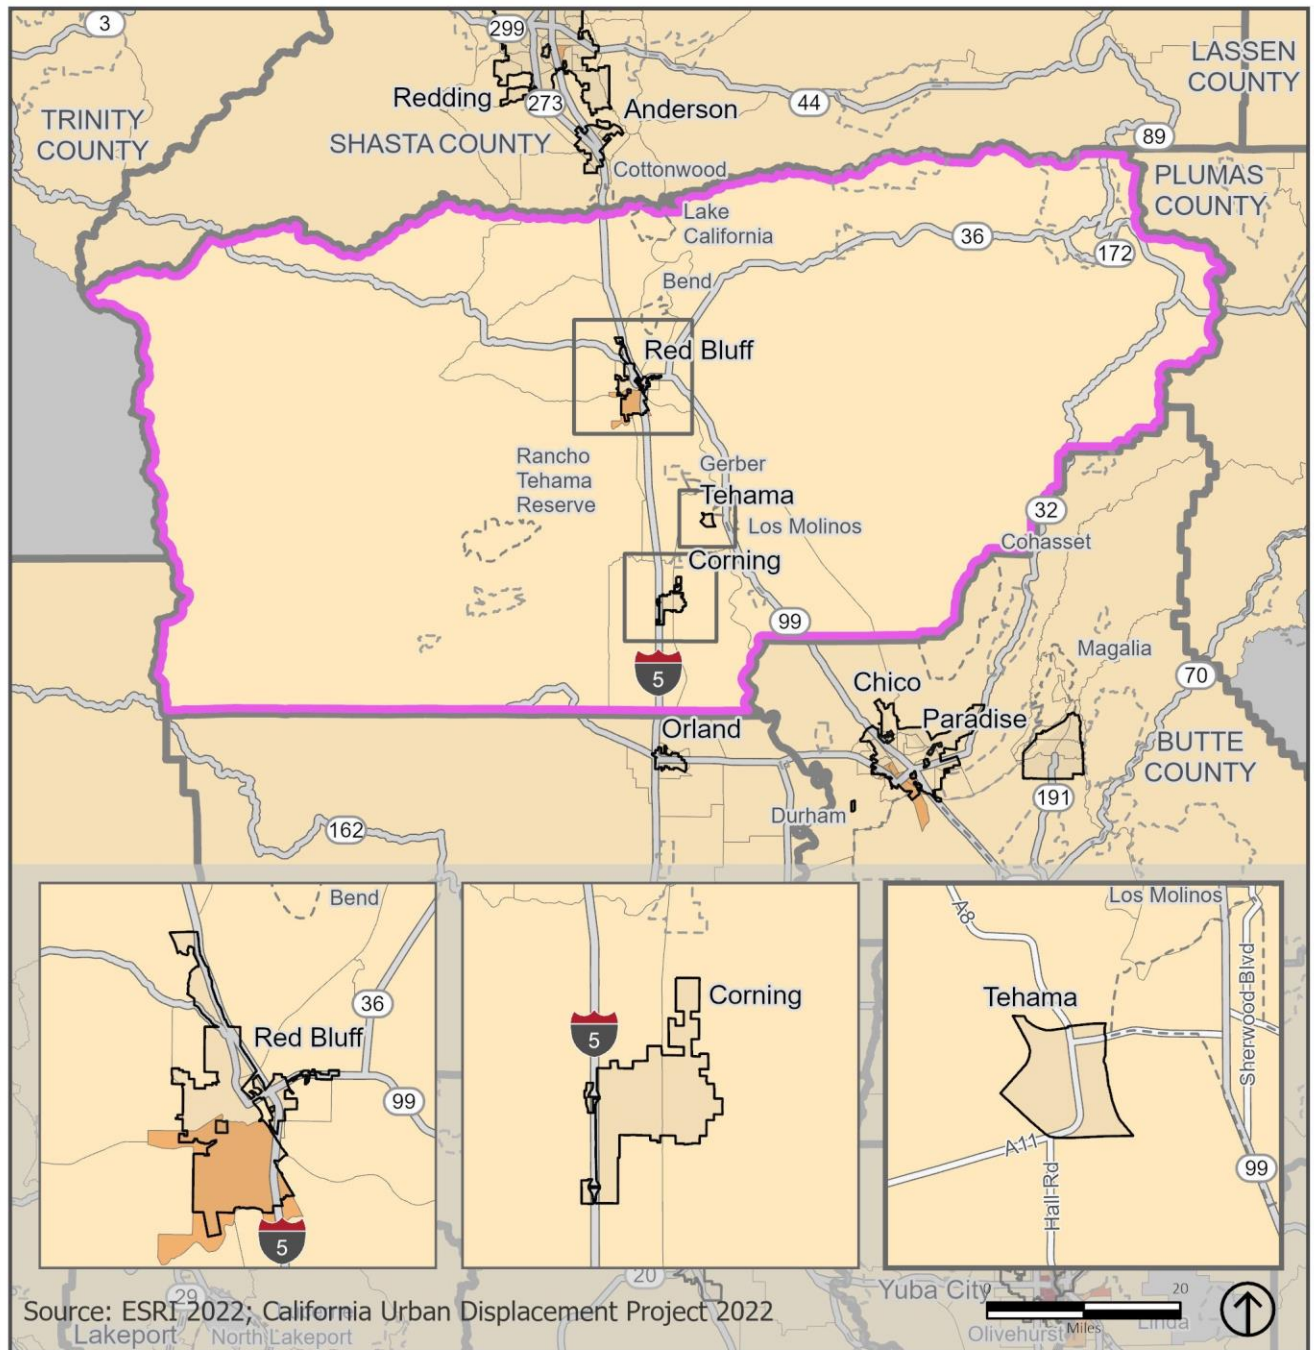 3
299
LASSEN
COUNTY
Redding
273
Anderson
44
TRINITY
COUNTY
SHASTA COUNTY
89
Cottonwood
PLUMAS
COUNTY
Lake
California
36
172
Bend
Red Bluff
Rancho
Tehama
Reserve
Gerber
Tehama
Los Molinos
32
Cohasset
Corning
99
Magalia
5
70
Chico
Paradise
Orland
BUTTE
COUNTY
191
Durham
162
Bend
36
Red Bluff
99
5
Corning
5
Los Molinos
A8
Tehama
Sherwood Blvd
A11
Hall Rd
99
29
20
Yuba City
0
20
Miles
Source: ESRI 2022; California Urban Displacement Project 2022
Lakeport
North Lakeport
Olivehurst
Linda